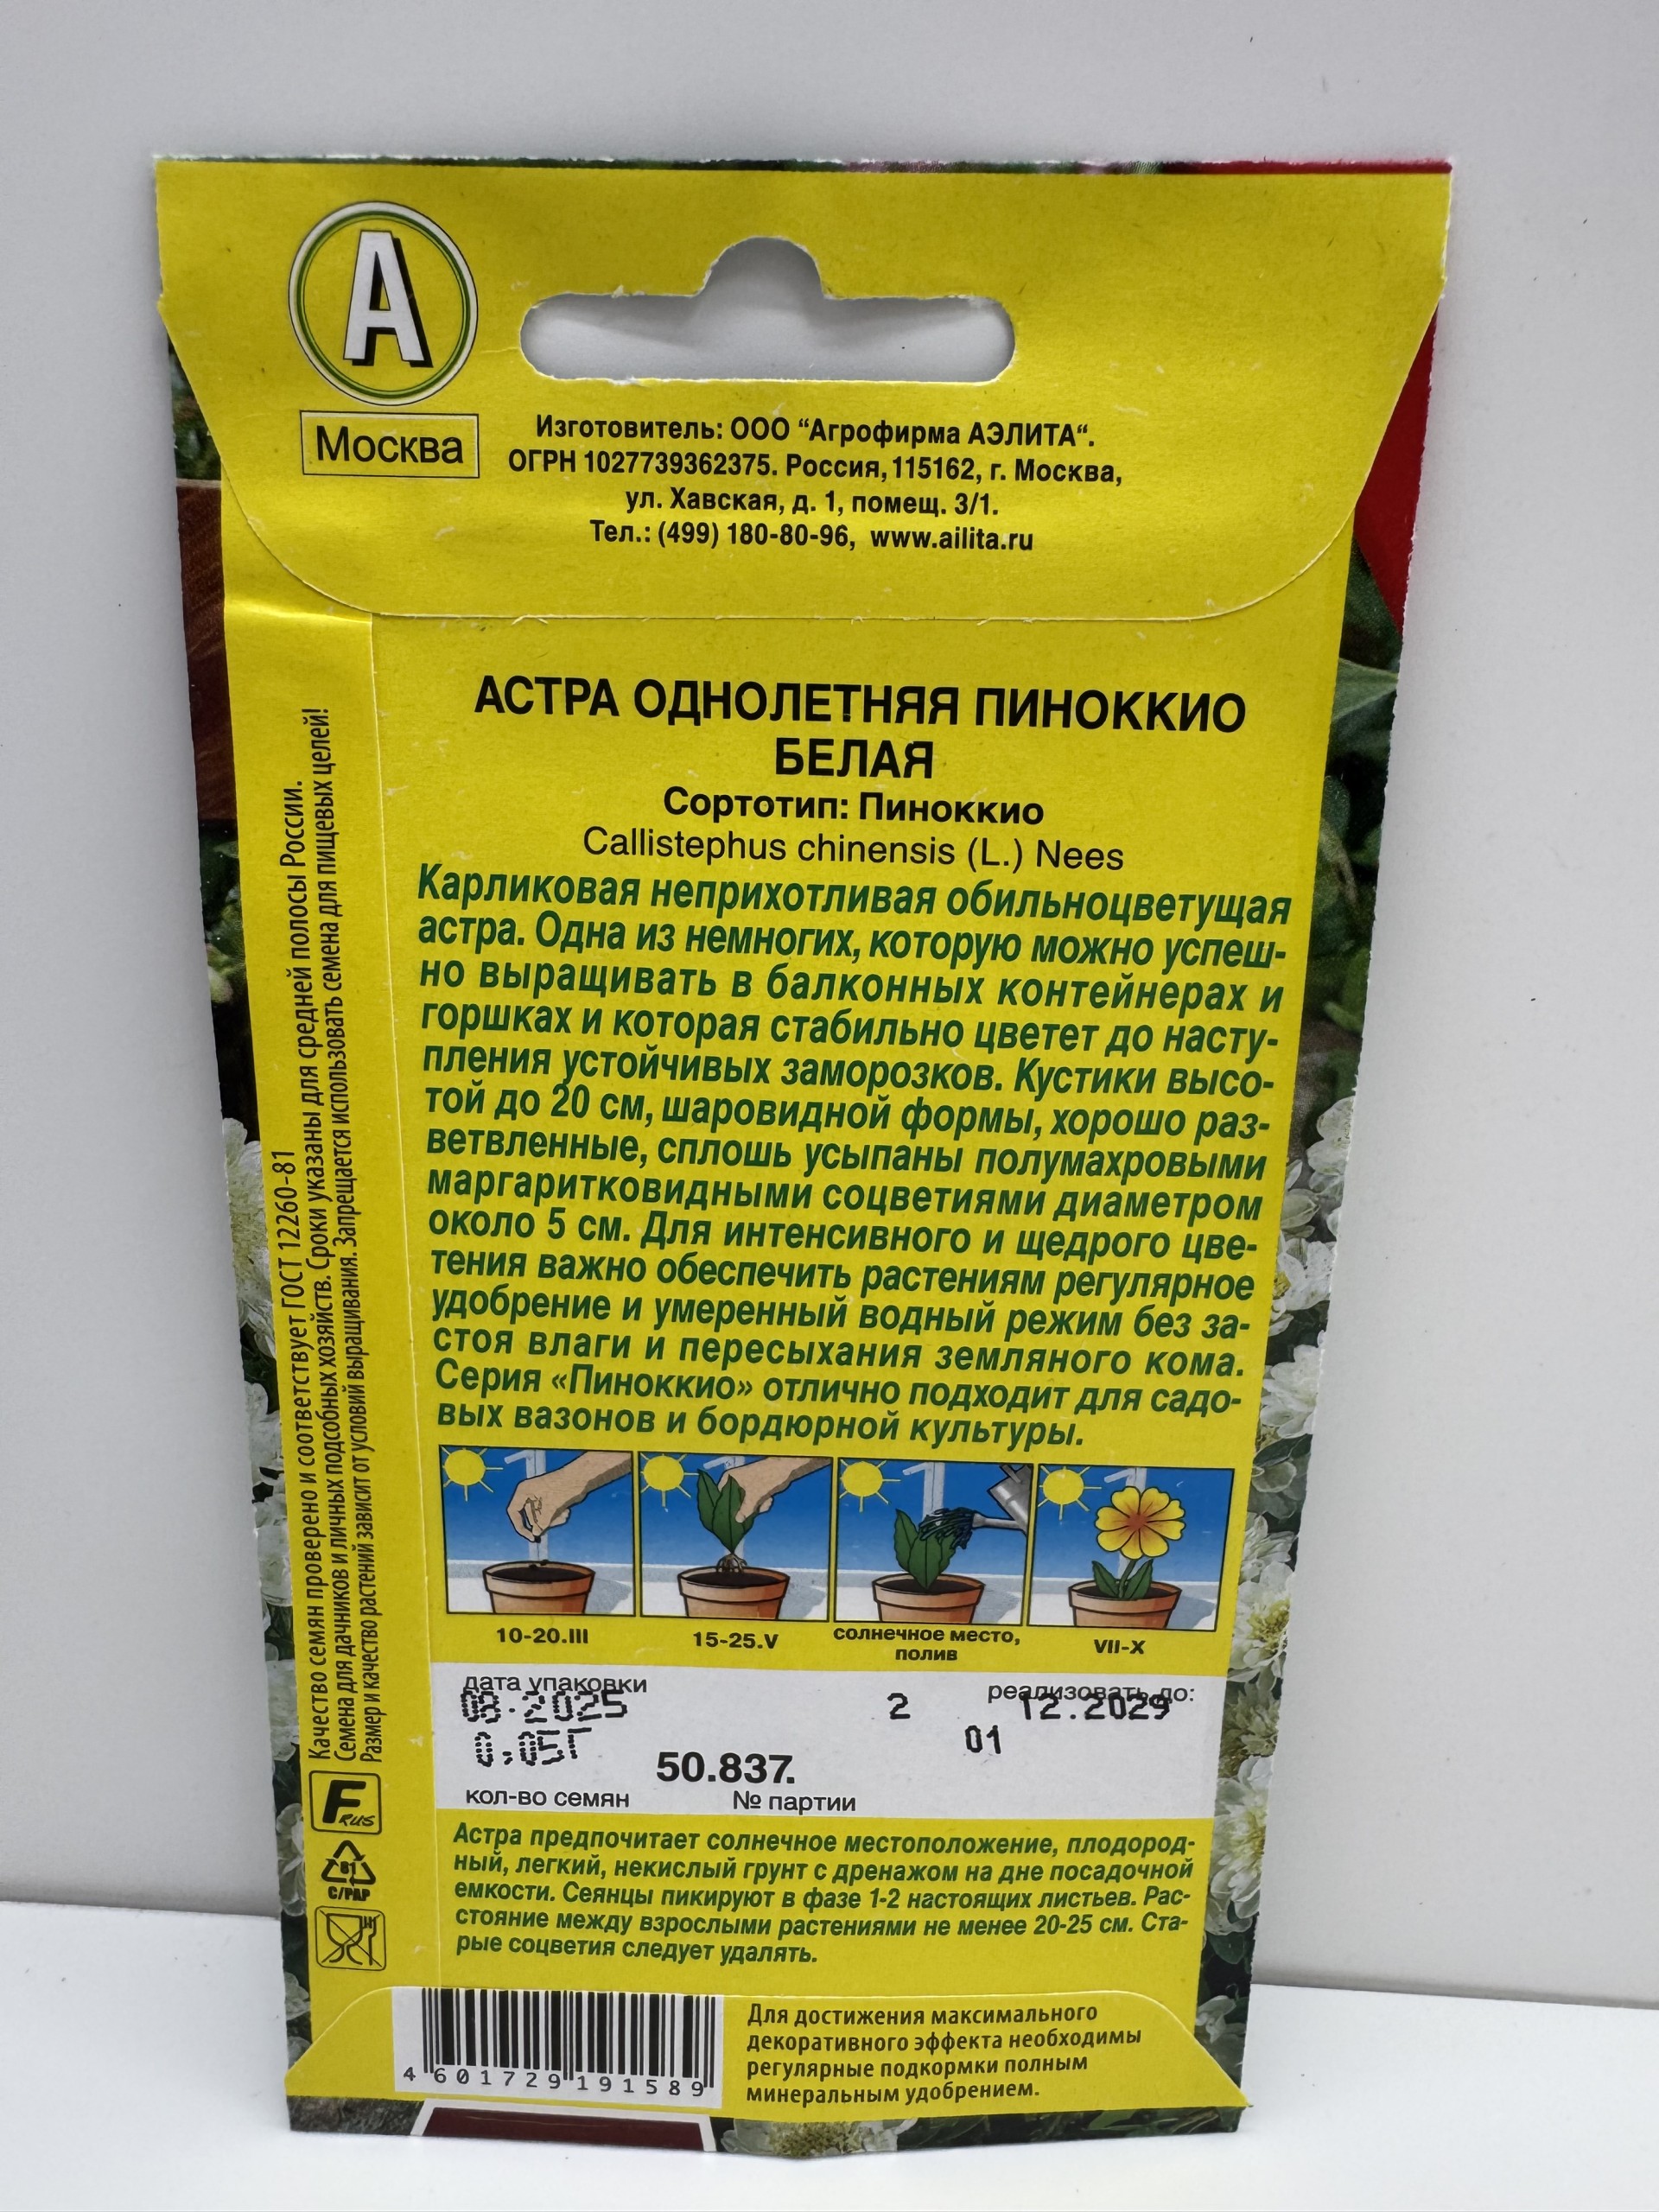 А
Москва
Изготовитель: ООО “Агрофирма АЭЛИТА“.
ОГРН 1027739362375. Россия, 115162, г. Москва,
ул. Хавская, д. 1, помещ. 3/1.
Тел.: (499) 180-80-96, www.ailita.ru
АСТРА ОДНОЛЕТНЯЯ ПИНОККИО
БЕЛАЯ
Сортотип: Пиноккио
Callistephus chinensis (L.) Nees
Карликовая неприхотливая обильноцветущая
астра. Одна из немногих, которую можно успеш-
но выращивать в балконных контейнерах и
горшках и которая стабильно цветет до насту-
пления устойчивых заморозков. Кустики высо-
той до 20 см, шаровидной формы, хорошо раз-
ветвленные, сплошь усыпаны полумахровыми
маргаритковидными соцветиями диаметром
около 5 см. Для интенсивного и щедрого цве-
тения важно обеспечить растениям регулярное
удобрение и умеренный водный режим без за-
стоя влаги и пересыхания земляного кома.
Серия «Пиноккио» отлично подходит для садо-
вых вазонов и бордюрной культуры.
10-20.III
15-25.V
солнечное место,
полив
VII-X
дата упаковки
реализовать до:
08.2025
2
12.2029
0,05Г
01
50.837.
кол-во семян
№ партии
Астра предпочитает солнечное местоположение, плодород-
ный, легкий, некислый грунт с дренажом на дне посадочной
емкости. Сеянцы пикируют в фазе 1-2 настоящих листьев. Рас-
стояние между взрослыми растениями не менее 20-25 см. Ста-
рые соцветия следует удалять.
4 601729 191589
Для достижения максимального
декоративного эффекта необходимы
регулярные подкормки полным
минеральным удобрением.
Качество семян проверено и соответствует ГОСТ 12260-81
Семена для дачников и личных подсобных хозяйств. Сроки указаны для средней полосы России.
Размер и качество растений зависит от условий выращивания. Запрещается использовать семена для пищевых целей!
F RUS
81
C/PAP